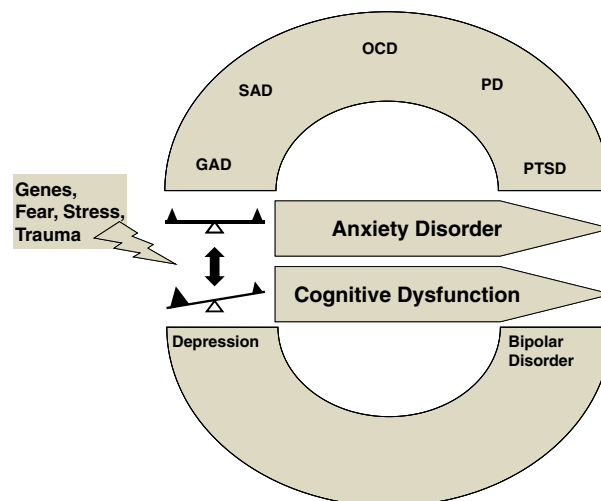 OCD
SAD
PD
GAD
PTSD
Genes,
Fear, Stress,
Trauma
Anxiety Disorder
Cognitive Dysfunction
Depression
Bipolar
Disorder